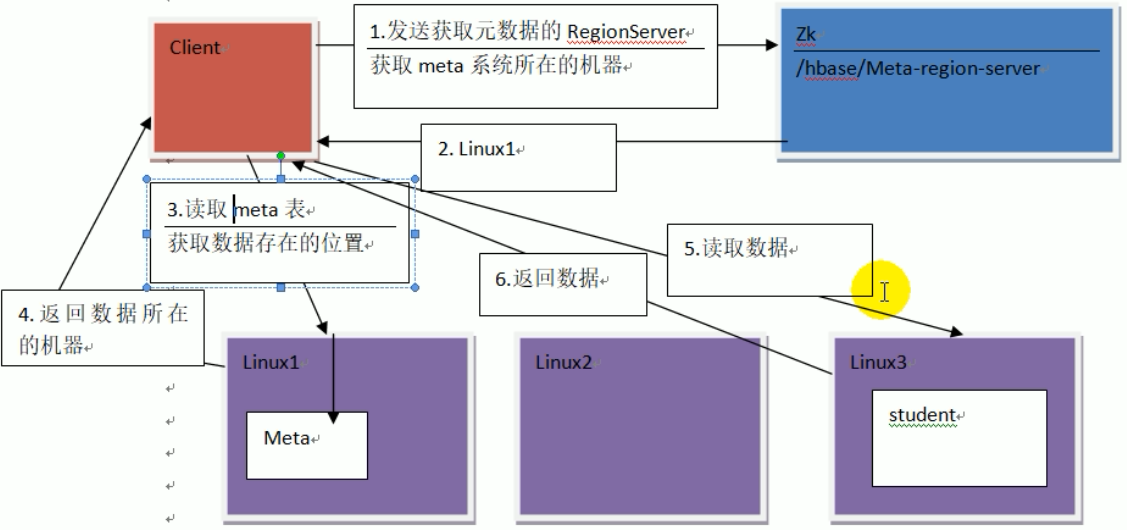 Client
1.发送获取元数据的 RegionServer
获取 meta 系统所在的机器
Zk
/hbase/Meta-region-server
2. Linux1
3.读取 meta 表
获取数据存在的位置
5.读取数据
6.返回数据
4. 返回数据所在
的机器
Linux1
Linux2
Linux3
Meta
student